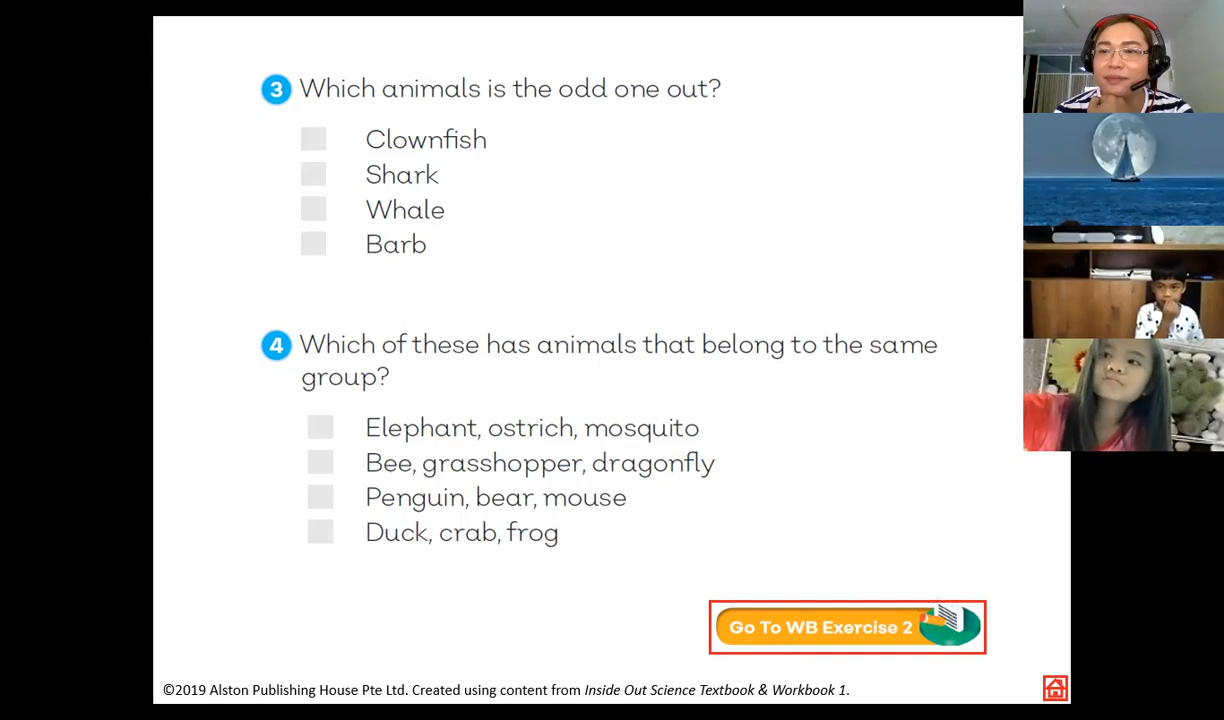 3 Which animals is the odd one out?
Clownfish
Shark
Whale
Barb
4 Which of these has animals that belong to the same
group?
Elephant, ostrich, mosquito
Bee, grasshopper, dragonfly
Penguin, bear, mouse
Duck, crab, frog
Go To WB Exercise 2
©2019 Alston Publishing House Pte Ltd. Created using content from Inside Out Science Textbook & Workbook 1.